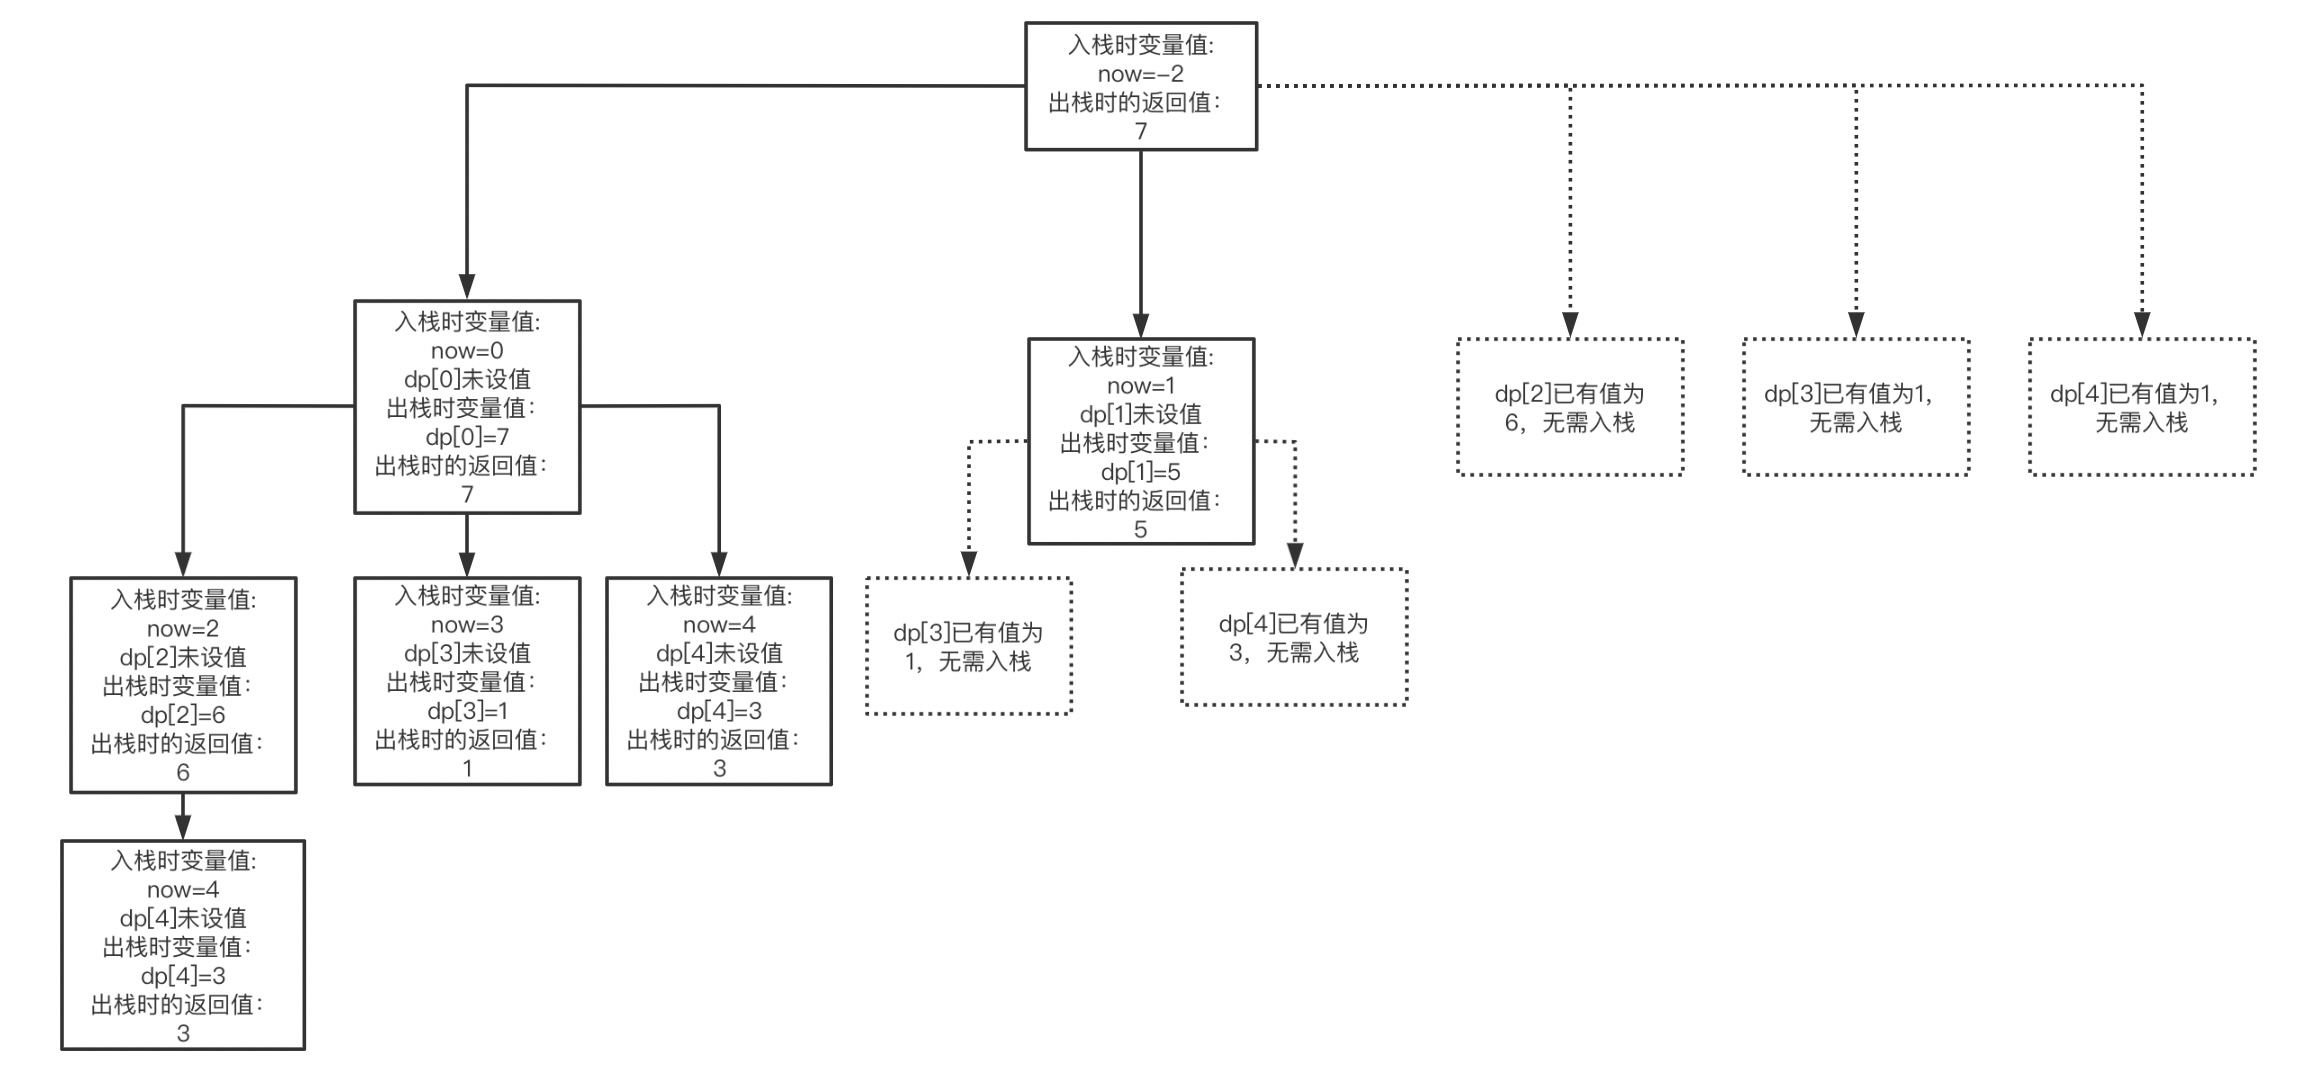 入栈时变量值:
now=-2
出栈时的返回值：
7
入栈时变量值:
now=0
dp[0]未设值
出栈时变量值：
dp[0]=7
出栈时的返回值：
7
入栈时变量值:
now=1
dp[1]未设值
出栈时变量值：
dp[1]=5
出栈时的返回值：
5
dp[2]已有值为
6，无需入栈
dp[3]已有值为1，
无需入栈
dp[4]已有值为1，
无需入栈
入栈时变量值:
now=2
dp[2]未设值
出栈时变量值：
dp[2]=6
出栈时的返回值：
6
入栈时变量值:
now=3
dp[3]未设值
出栈时变量值：
dp[3]=1
出栈时的返回值：
1
入栈时变量值:
now=4
dp[4]未设值
出栈时变量值：
dp[4]=3
出栈时的返回值：
3
dp[3]已有值为
1，无需入栈
dp[4]已有值为
3，无需入栈
入栈时变量值:
now=4
dp[4]未设值
出栈时变量值：
dp[4]=3
出栈时的返回值：
3